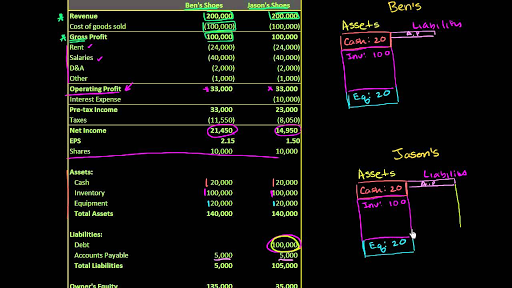 Ben's Shoes Jason's Shoes
Revenue 200,000 200,000
Cost of goods sold (100,000) (100,000)
Gross Profit 100,000 100,000
Rent (24,000) (24,000)
Salaries (40,000) (40,000)
D&A (2,000) (2,000)
Other (1,000) (1,000)
Operating Profit 33,000 33,000
Interest Expense (10,000)
Pre-tax Income 33,000 23,000
Taxes (11,550) (8,050)
Net Income 21,450 14,950
EPS 2.15 1.50
Shares 10,000 10,000
Assets:
Cash 20,000 20,000
Inventory 100,000 100,000
Equipment 20,000 20,000
Total Assets 140,000 140,000
Liabilities:
Debt 100,000
Accounts Payable 5,000 5,000
Total Liabilities 5,000 105,000
Owner's Equity 135,000 35,000
Ben's
Assets Liabilities
Cash: 20 A.P.
Inv: 100
Eq: 20
Jason's
Assets Liabilities
Cash: 20 A.P.
Inv: 100
Eq: 20